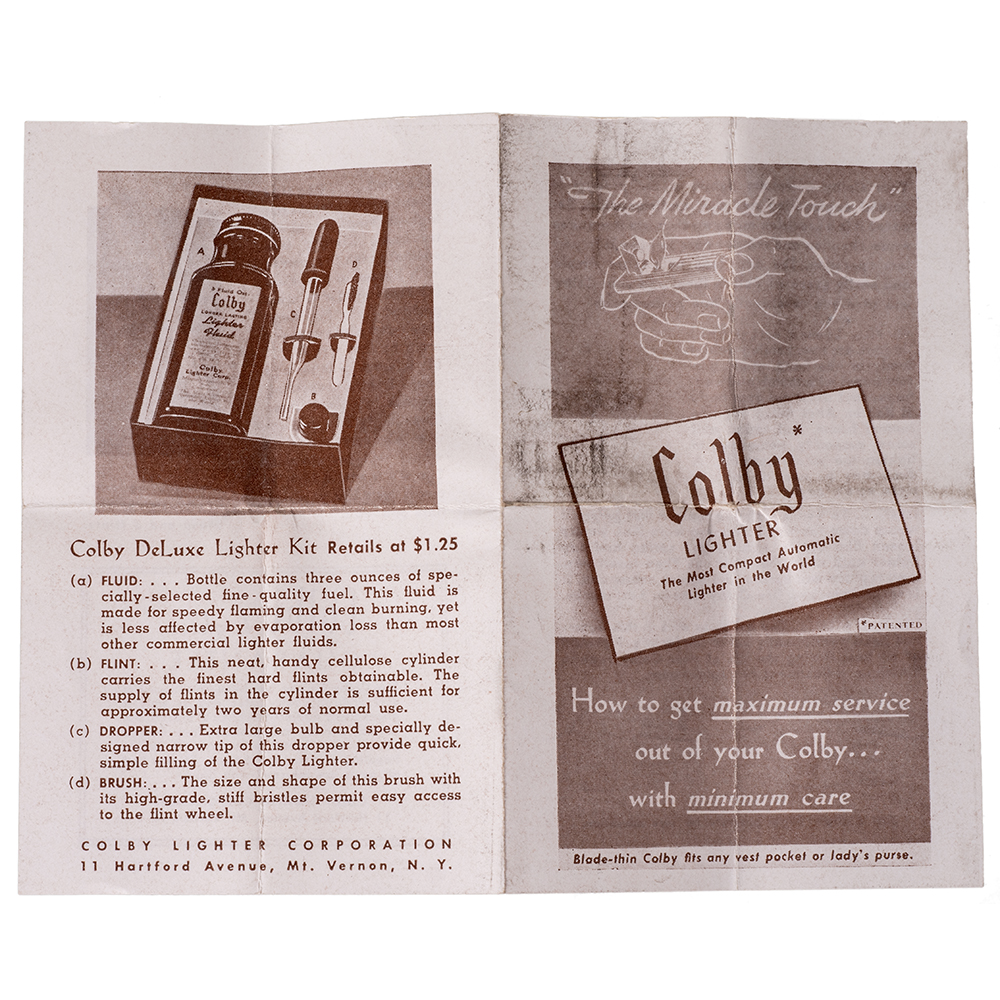 A
B
C
D
Fluid Oz.
Colby
LONGER LASTING
Lighter
Fluid
Colby
Lighter Corp.
Colby DeLuxe Lighter Kit Retails at $1.25
(a) FLUID: . . . Bottle contains three ounces of spe-
cially-selected fine-quality fuel. This fluid is
made for speedy flaming and clean burning, yet
is less affected by evaporation loss than most
other commercial lighter fluids.
(b) FLINT: . . . This neat, handy cellulose cylinder
carries the finest hard flints obtainable. The
supply of flints in the cylinder is sufficient for
approximately two years of normal use.
(c) DROPPER: . . . Extra large bulb and specially de-
signed narrow tip of this dropper provide quick,
simple filling of the Colby Lighter.
(d) BRUSH: . . . The size and shape of this brush with
its high-grade, stiff bristles permit easy access
to the flint wheel.
COLBY LIGHTER CORPORATION
11 Hartford Avenue, Mt. Vernon, N. Y.
"The Miracle Touch"
Colby*
LIGHTER
The Most Compact Automatic
Lighter in the World
*PATENTED
How to get maximum service
out of your Colby...
with minimum care
Blade-thin Colby fits any vest pocket or lady's purse.